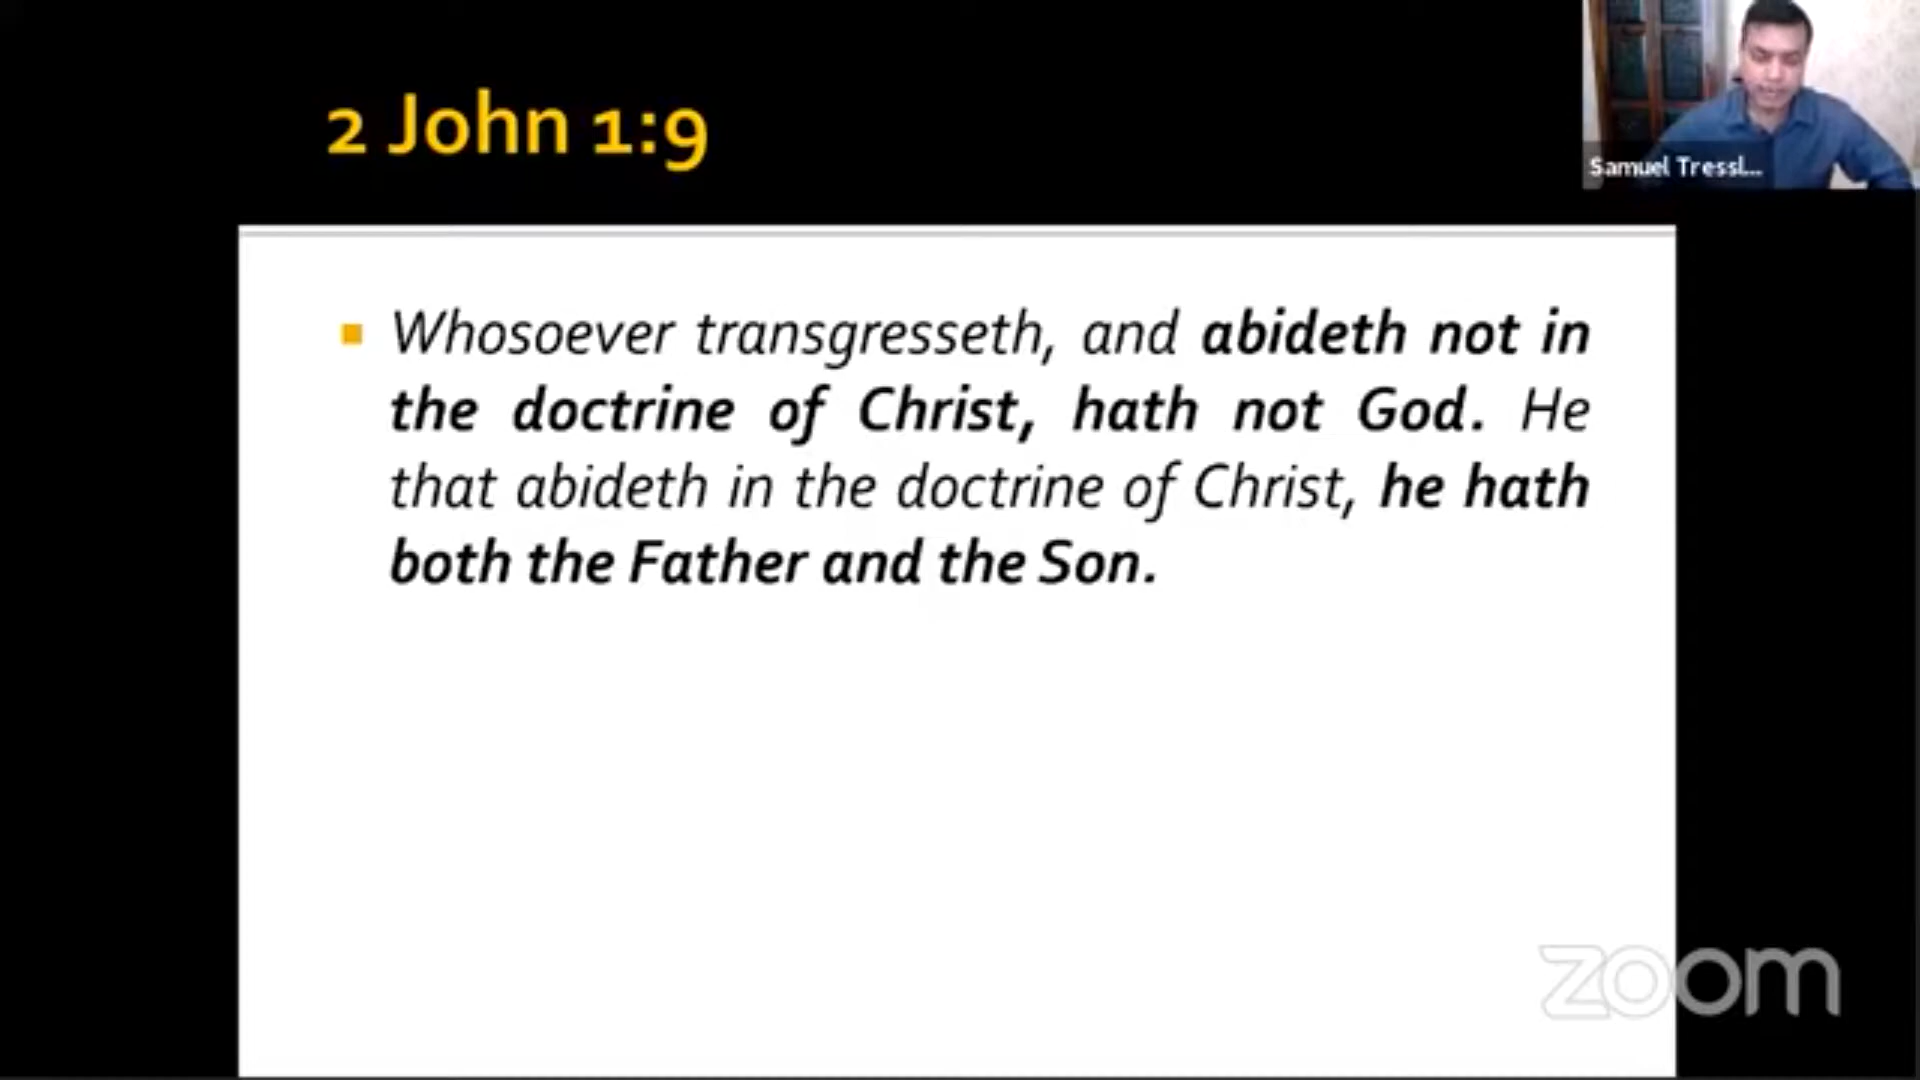 2 John 1:9
Samuel Tressl...
Whosoever transgresseth, and abideth not in
the doctrine of Christ, hath not God. He
that abideth in the doctrine of Christ, he hath
both the Father and the Son.
zoom